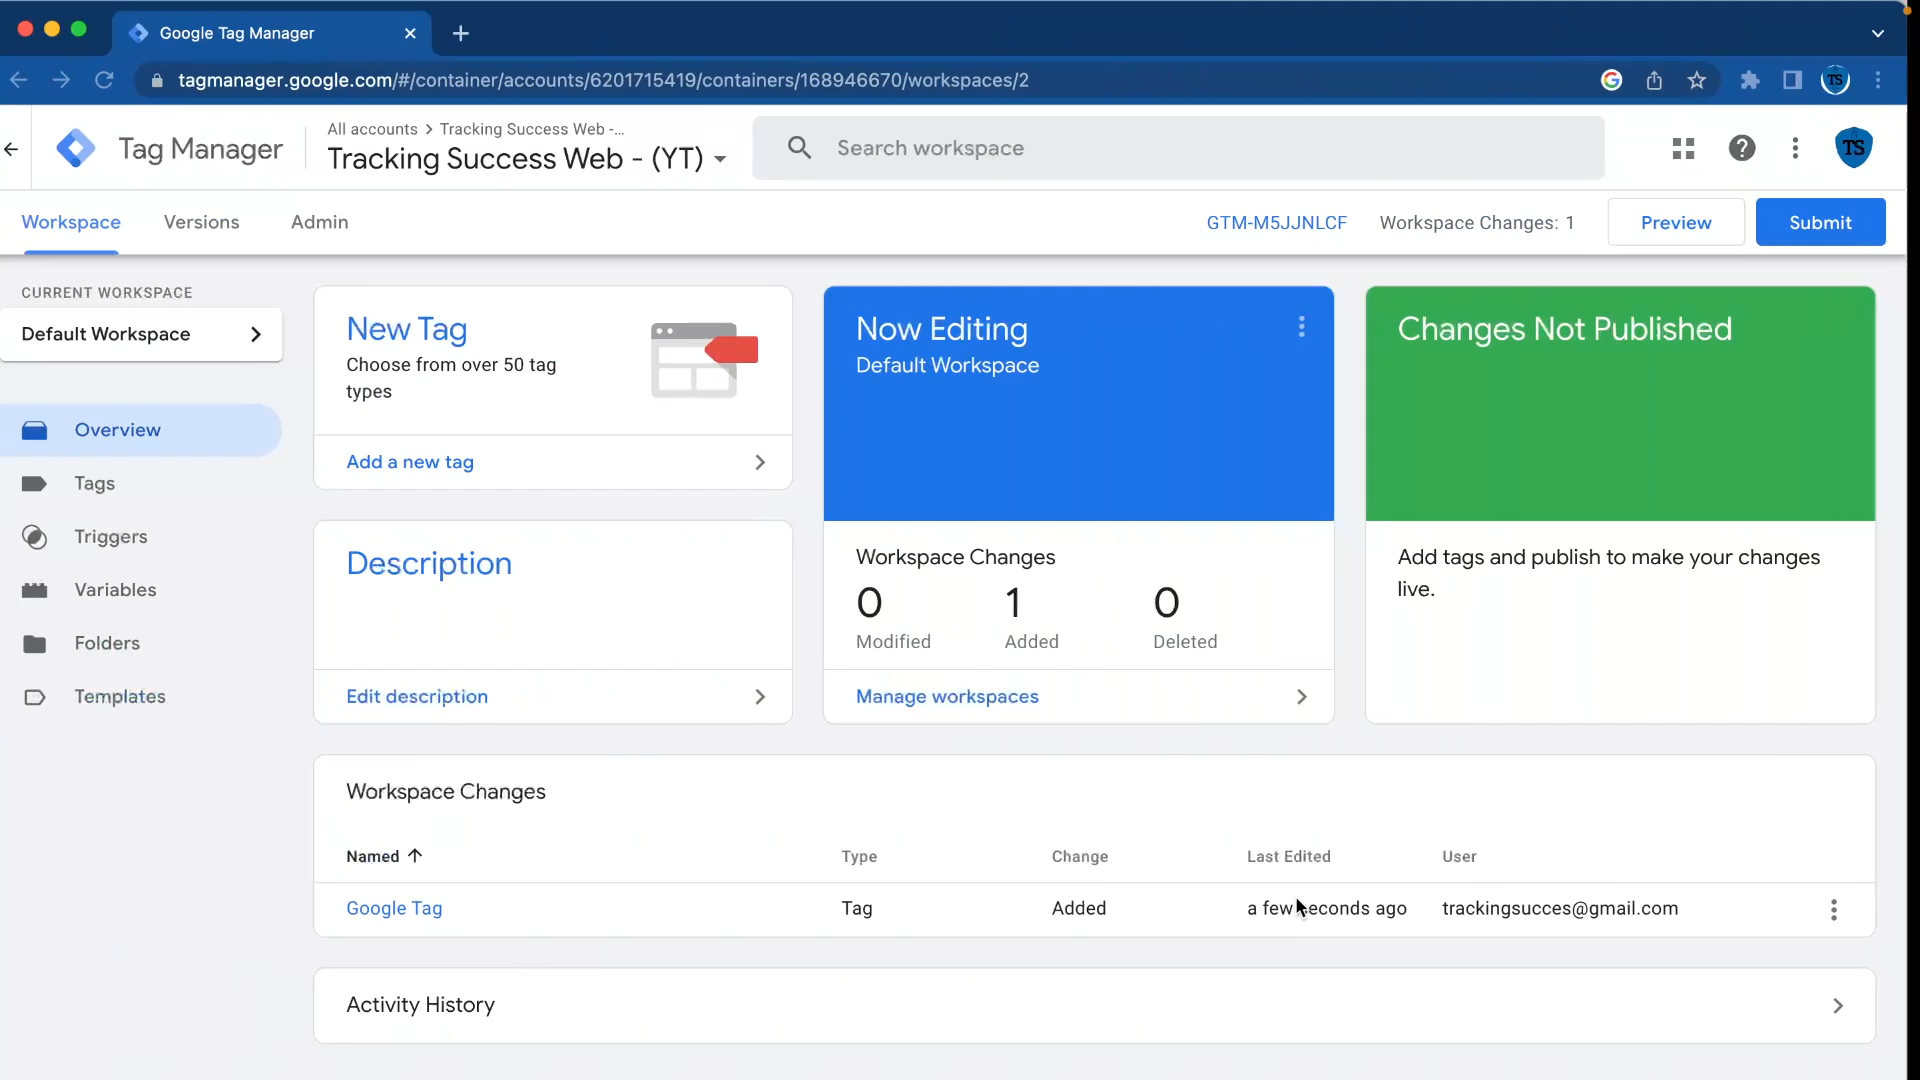 Google Tag Manager
tagmanager.google.com/#/container/accounts/6201715419/containers/168946670/workspaces/2
TS
Tag Manager
All accounts > Tracking Success Web -...
Tracking Success Web - (YT)
Search workspace
TS
Workspace
Versions
Admin
GTM-M5JJNLCF
Workspace Changes: 1
Preview
Submit
CURRENT WORKSPACE
Default Workspace
Overview
Tags
Triggers
Variables
Folders
Templates
New Tag
Choose from over 50 tag
types
Add a new tag
Description
Edit description
Now Editing
Default Workspace
Workspace Changes
0 1 0
Modified Added Deleted
Manage workspaces
Changes Not Published
Add tags and publish to make your changes
live.
Workspace Changes
Named Type Change Last Edited User
Google Tag Tag Added a few seconds ago trackingsucces@gmail.com
Activity History